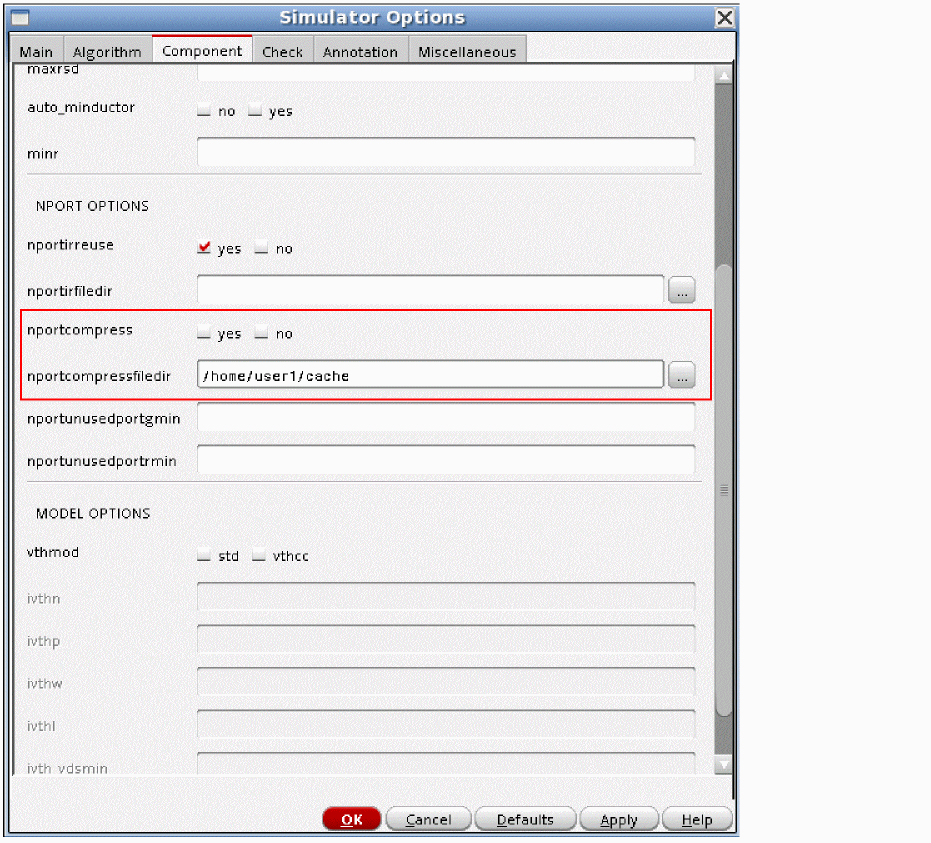 Simulator Options
Main Algorithm Component Check Annotation Miscellaneous
maxrsd
auto_minductor no yes
minr
NPORT OPTIONS
nportirreuse yes no
nportirfiledir ...
nportcompress yes no
nportcompressfiledir /home/user1/cache ...
nportunusedportgmin
nportunusedportrmin
MODEL OPTIONS
vthmod std vthcc
ivthn
ivthp
ivthw
ivthl
ivth_vdsmin
OK Cancel Defaults Apply Help